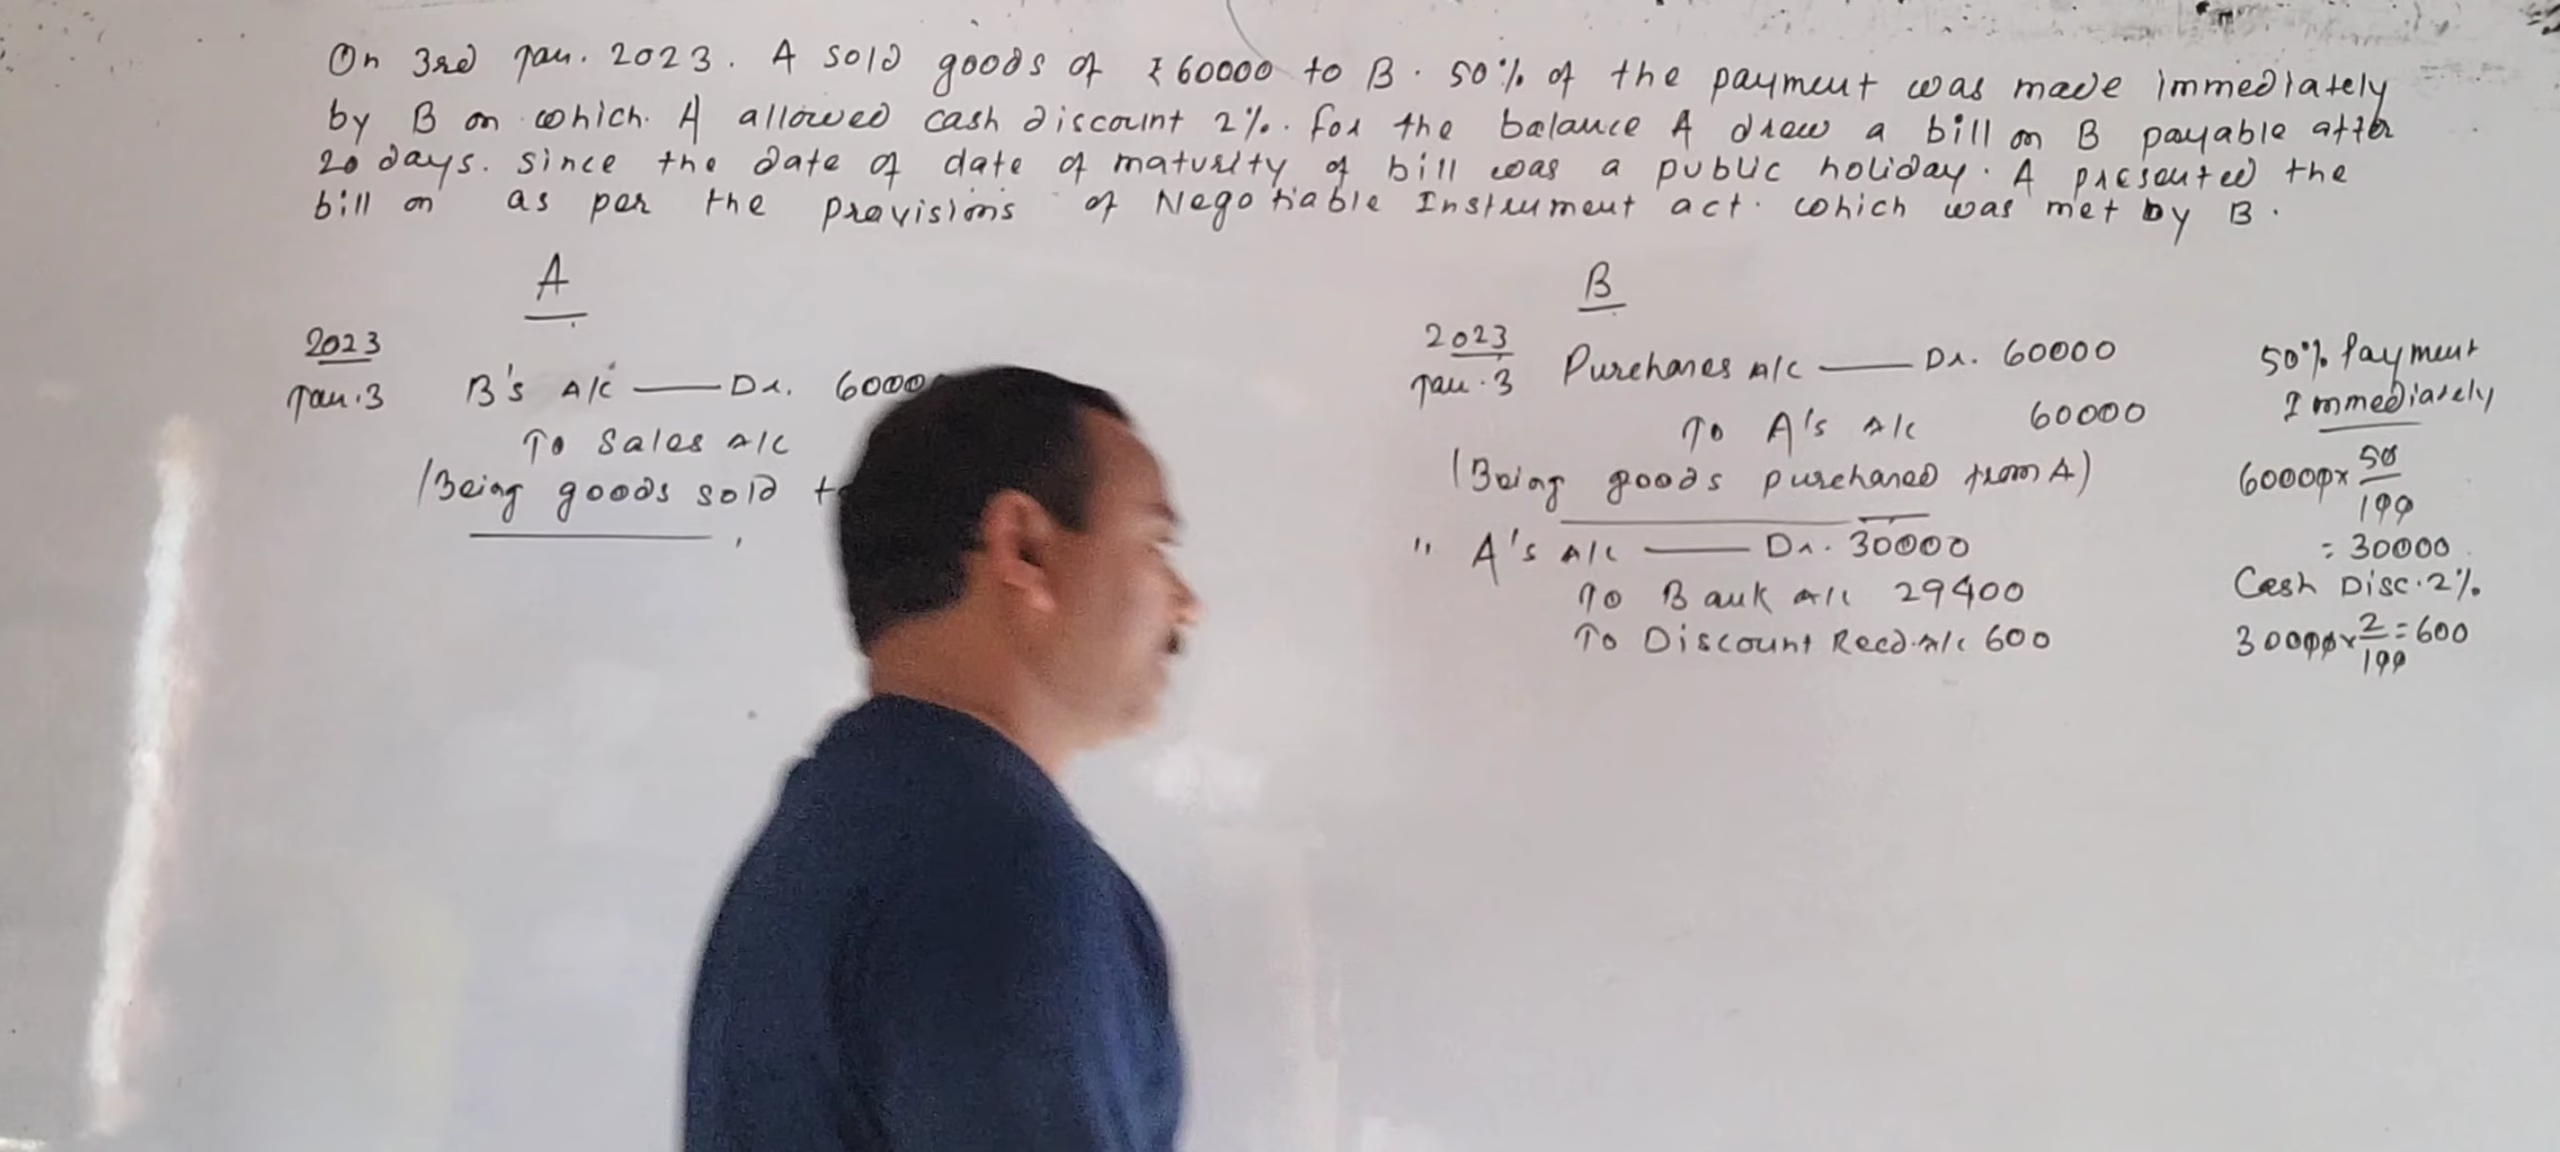 On 3rd Jan. 2023. A sold goods of ₹60000 to B. 50% of the payment was made immediately
by B on which. A allowed cash discount 2%. for the balance A drew a bill on B payable after
20 days. since the date of date of maturity of bill was a public holiday. A presented the
bill on as per the provisions of Negotiable Instrument act. which was met by B.
A
2023
Jan. 3 B's A/c — Dr. 6000
To Sales A/c
(Being goods sold
B
2023
Jan. 3 Purchases A/c — Dr. 60000
To A's A/c 60000
(Being goods purchased from A)
" A's A/c — Dr. 30000
To Bank A/c 29400
To Discount Recd. A/c 600
50% Payment
Immediately
60000 x 50/100
= 30000
Cash Disc. 2%
30000 x 2/100 = 600